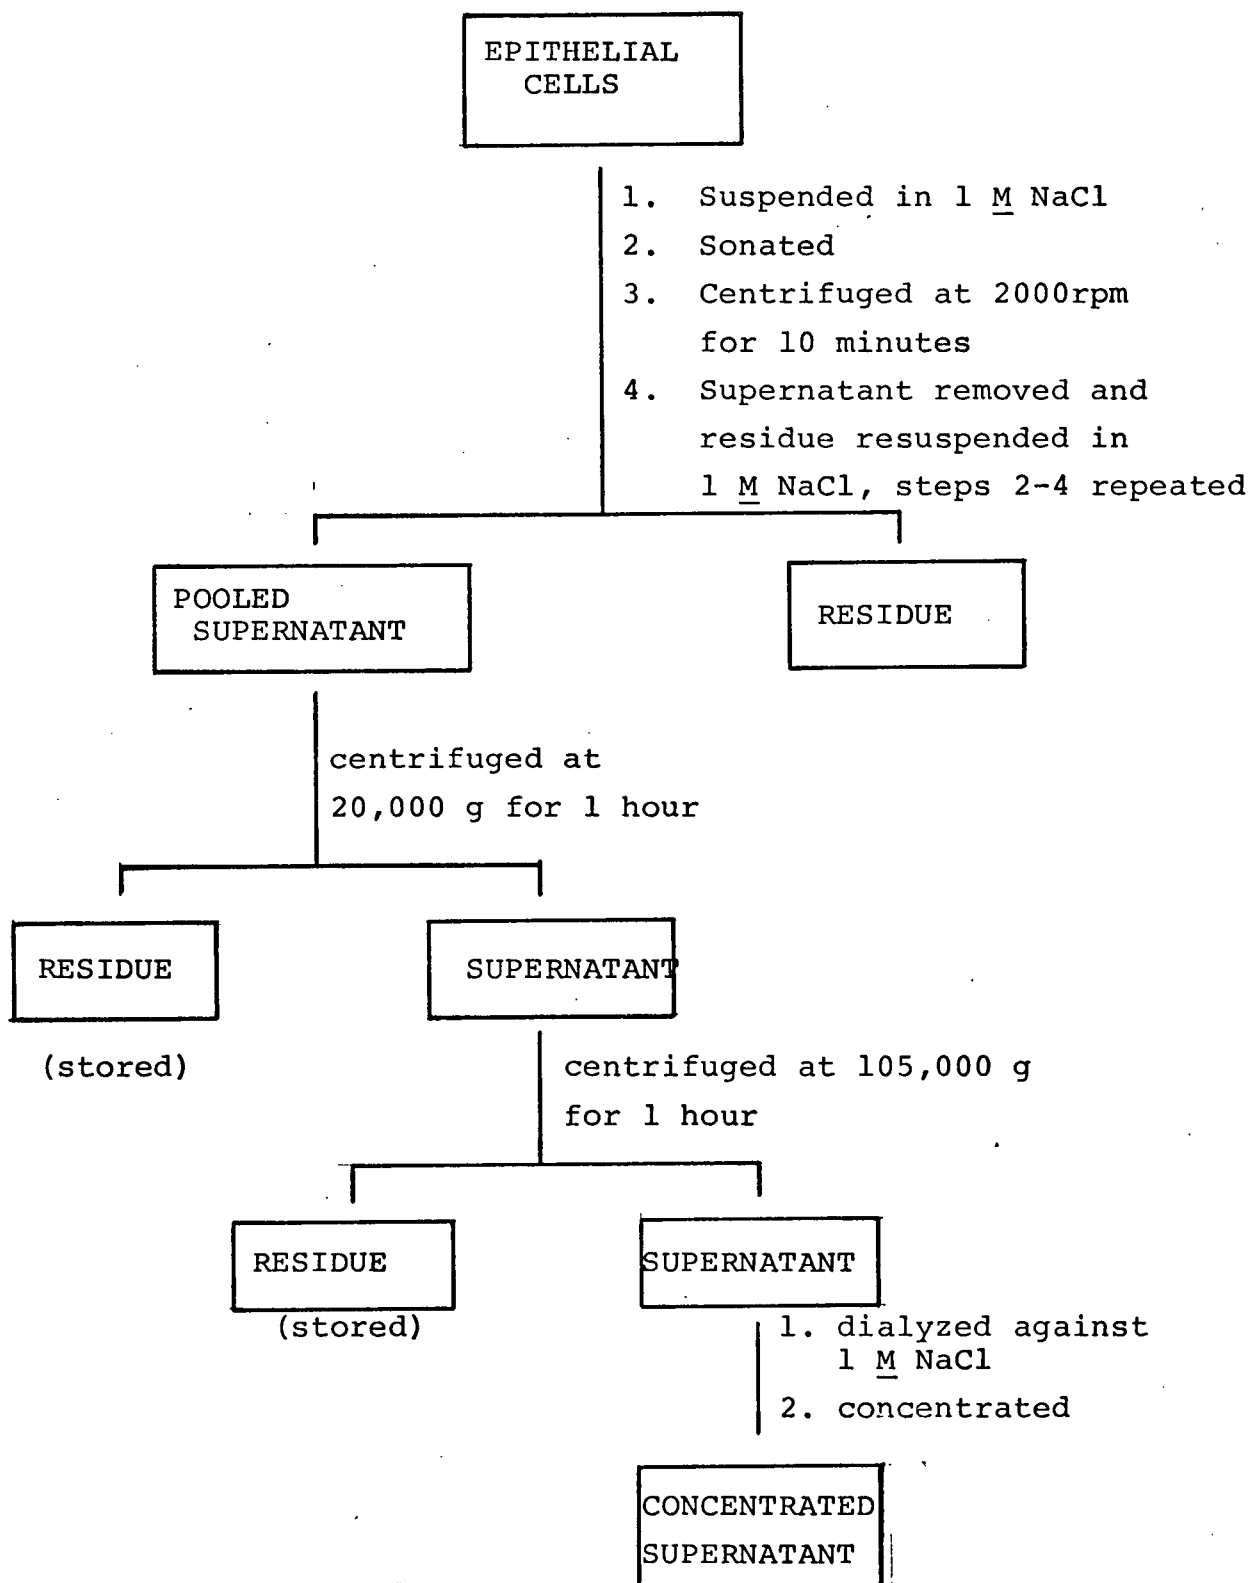 EPITHELIAL
CELLS
1. Suspended in 1 M NaCl
2. Sonated
3. Centrifuged at 2000rpm
for 10 minutes
4. Supernatant removed and
residue resuspended in
1 M NaCl, steps 2-4 repeated
POOLED
SUPERNATANT
RESIDUE
centrifuged at
20,000 g for 1 hour
RESIDUE
SUPERNATANT
(stored)
centrifuged at 105,000 g
for 1 hour
RESIDUE
SUPERNATANT
(stored)
1. dialyzed against
1 M NaCl
2. concentrated
CONCENTRATED
SUPERNATANT